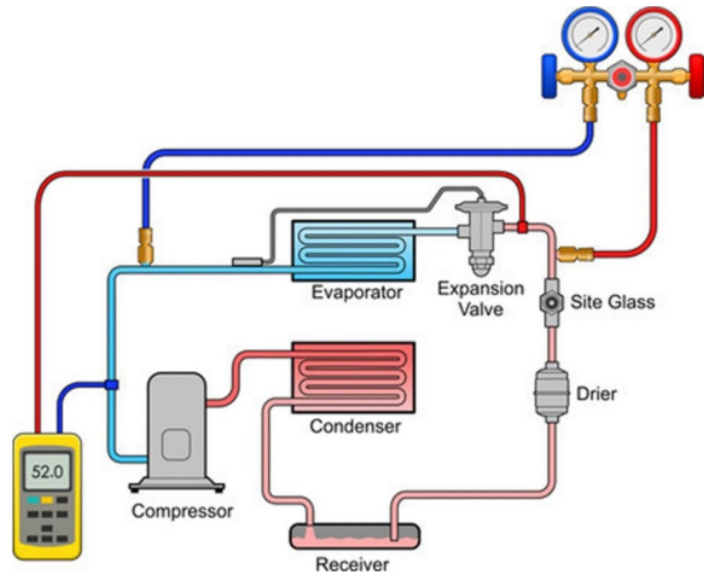 Evaporator
Expansion
Valve
Site Glass
Drier
Condenser
52.0
Compressor
Receiver